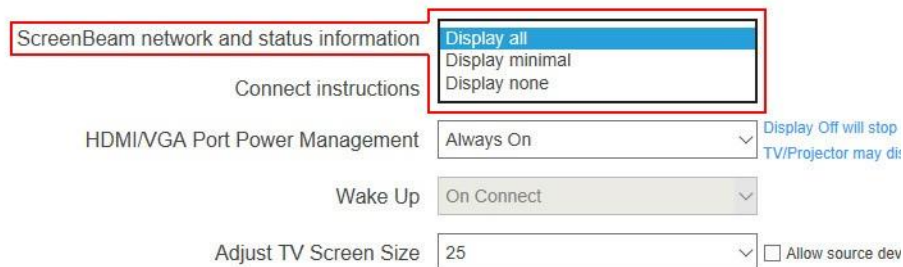 ScreenBeam network and status information Display all
Display minimal
Display none
Connect instructions
HDMI/VGA Port Power Management Always On Display Off will stop
TV/Projector may
Wake Up On Connect
Adjust TV Screen Size 25 Allow source